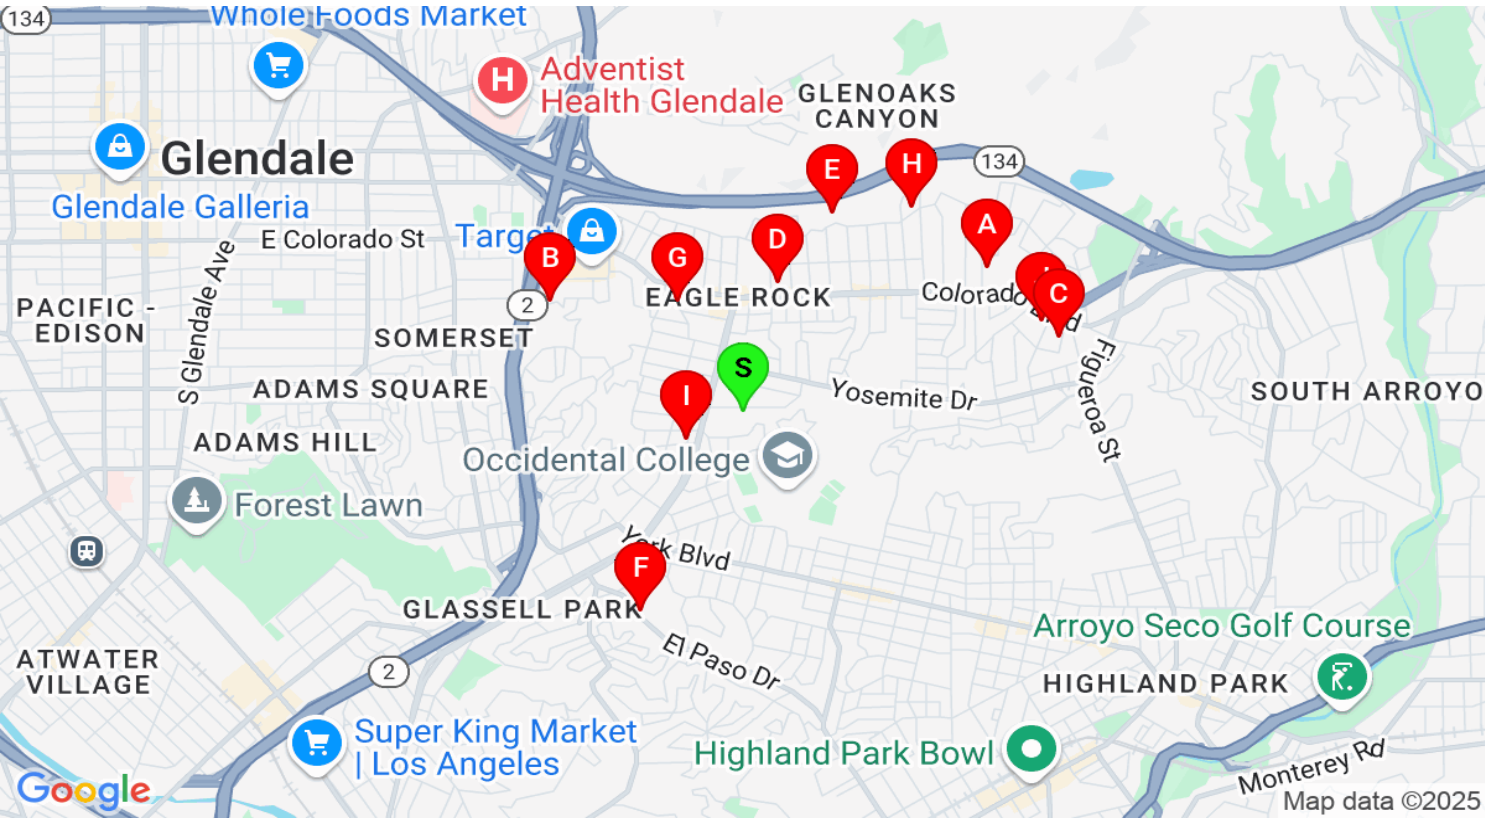 134
Whole Foods Market
Adventist
Health Glendale
GLENOAKS
CANYON
H
E
H
134
Glendale
Glendale Galleria
A
E Colorado St
Target
D
B
G
C
PACIFIC -
EDISON
2
EAGLE ROCK
Colorado Blvd
S Glendale Ave
SOMERSET
S
Figueroa St
ADAMS SQUARE
I
Yosemite Dr
SOUTH ARROYO
ADAMS HILL
Occidental College
Forest Lawn
York Blvd
F
GLASSELL PARK
El Paso Dr
Arroyo Seco Golf Course
ATWATER
VILLAGE
2
HIGHLAND PARK
Super King Market
| Los Angeles
Highland Park Bowl
Monterey Rd
Google
Map data ©2025